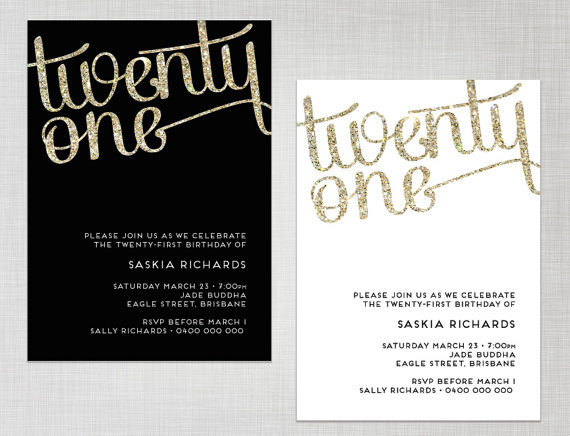 twenty
one
PLEASE JOIN US AS WE CELEBRATE
THE TWENTY-FIRST BIRTHDAY OF
SASKIA RICHARDS
SATURDAY MARCH 23 • 7:00PM
JADE BUDDHA
EAGLE STREET, BRISBANE
RSVP BEFORE MARCH 1
SALLY RICHARDS • 0400 000 000
twenty
one
PLEASE JOIN US AS WE CELEBRATE
THE TWENTY-FIRST BIRTHDAY OF
SASKIA RICHARDS
SATURDAY MARCH 23 • 7:00PM
JADE BUDDHA
EAGLE STREET, BRISBANE
RSVP BEFORE MARCH 1
SALLY RICHARDS • 0400 000 000